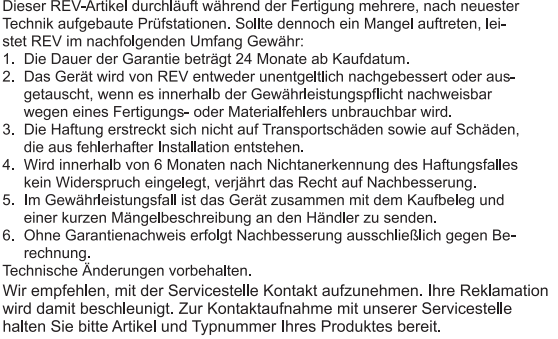 Dieser REV-Artikel durchläuft während der Fertigung mehrere, nach neuester
Technik aufgebaute Prüfstationen. Sollte dennoch ein Mangel auftreten, lei-
stet REV im nachfolgenden Umfang Gewähr:
1. Die Dauer der Garantie beträgt 24 Monate ab Kaufdatum.
2. Das Gerät wird von REV entweder unentgeltlich nachgebessert oder aus-
getauscht, wenn es innerhalb der Gewährleistungspflicht nachweisbar
wegen eines Fertigungs- oder Materialfehlers unbrauchbar wird.
3. Die Haftung erstreckt sich nicht auf Transportschäden sowie auf Schäden,
die aus fehlerhafter Installation entstehen.
4. Wird innerhalb von 6 Monaten nach Nichtanerkennung des Haftungsfalles
kein Widerspruch eingelegt, verjährt das Recht auf Nachbesserung.
5. Im Gewährleistungsfall ist das Gerät zusammen mit dem Kaufbeleg und
einer kurzen Mängelbeschreibung an den Händler zu senden.
6. Ohne Garantienachweis erfolgt Nachbesserung ausschließlich gegen Be-
rechnung.
Technische Änderungen vorbehalten.
Wir empfehlen, mit der Servicestelle Kontakt aufzunehmen. Ihre Reklamation
wird damit beschleunigt. Zur Kontaktaufnahme mit unserer Servicestelle
halten Sie bitte Artikel und Typnummer Ihres Produktes bereit.